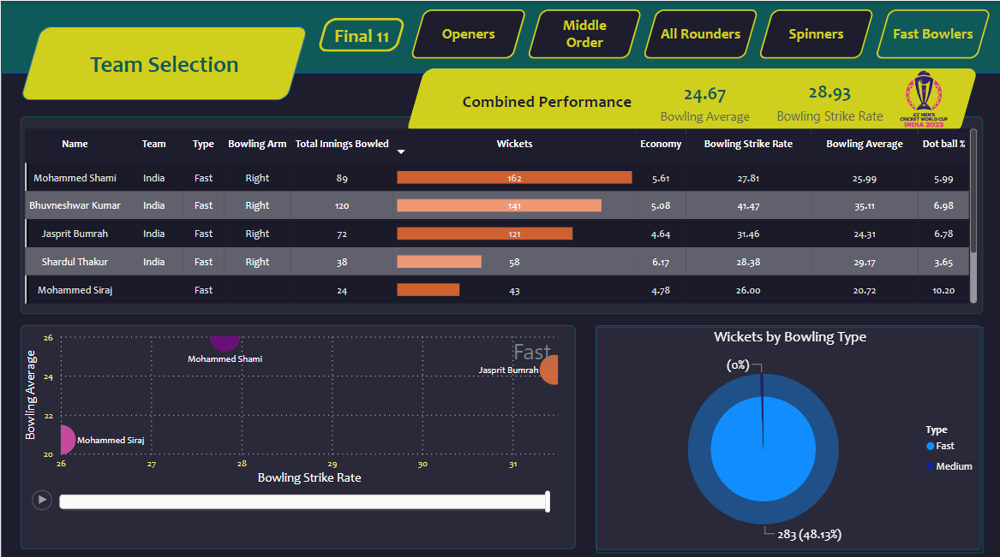 Team Selection
Final 11
Openers
Middle
Order
All Rounders
Spinners
Fast Bowlers
Combined Performance
24.67
Bowling Average
28.93
Bowling Strike Rate
ICC MEN'S
CRICKET WORLD CUP
INDIA 2023
Name Team Type Bowling Arm Total Innings Bowled Wickets Economy Bowling Strike Rate Bowling Average Dot ball %
Mohammed Shami India Fast Right 89 162 5.61 27.81 25.99 5.99
Bhuvneshwar Kumar India Fast Right 120 141 5.08 41.47 35.11 6.98
Jasprit Bumrah India Fast Right 72 121 4.64 31.46 24.31 6.78
Shardul Thakur India Fast Right 38 58 6.17 28.38 29.17 3.65
Mohammed Siraj Fast 24 43 4.78 26.00 20.72 10.20
Bowling Average
26
24
22
20
Fast
Mohammed Shami
Jasprit Bumrah
Mohammed Siraj
26 27 28 29 30 31
Bowling Strike Rate
Wickets by Bowling Type
(0%)
283 (48.13%)
Type
Fast
Medium